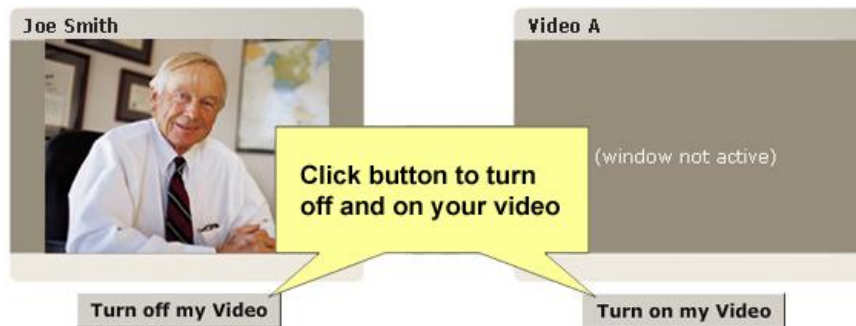 Joe Smith
Video A
(window not active)
Click button to turn
off and on your video
Turn off my Video
Turn on my Video